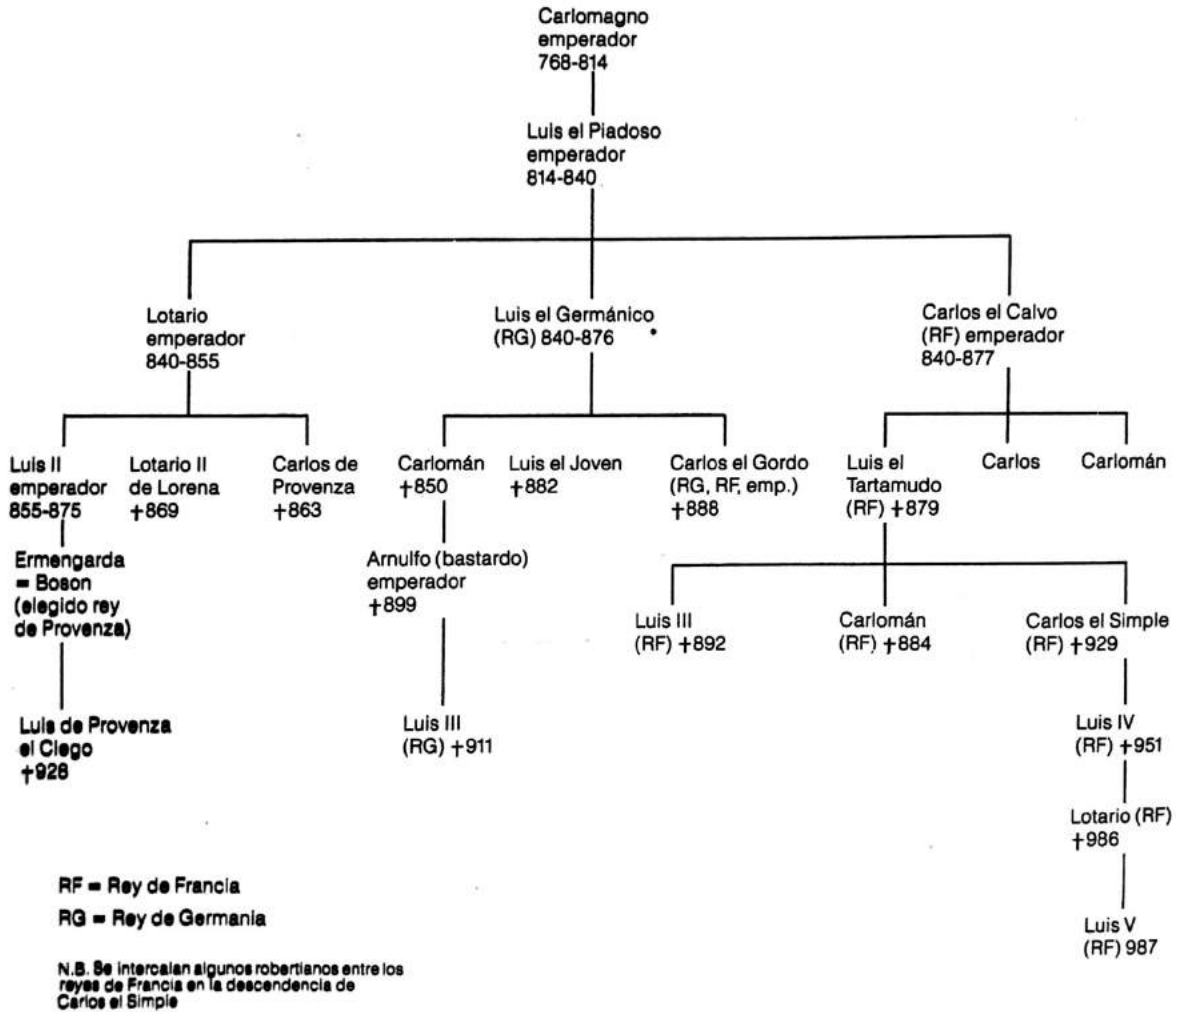 Carlomagno
emperador
768-814
Luis el Piadoso
emperador
814-840
Lotario
emperador
840-855
Luis el Germánico
(RG) 840-876
Carlos el Calvo
(RF) emperador
840-877
Luis II
emperador
855-875
Lotario II
de Lorena
†869
Carlos de
Provenza
†863
Carlomán
†850
Luis el Joven
†882
Carlos el Gordo
(RG, RF, emp.)
†888
Luis el
Tartamudo
(RF) †879
Carlos
Carlomán
Ermengarda
= Boson
(elegido rey
de Provenza)
Arnulfo (bastardo)
emperador
†899
Luis III
(RF) †892
Carlomán
(RF) †884
Carlos el Simple
(RF) †929
Luis de Provenza
el Ciego
†928
Luis III
(RG) †911
Luis IV
(RF) †951
Lotario (RF)
†986
Luis V
(RF) 987
RF = Rey de Francia
RG = Rey de Germania
N.B. Se intercalan algunos robertianos entre los
reyes de Francia en la descendencia de
Carlos el Simple